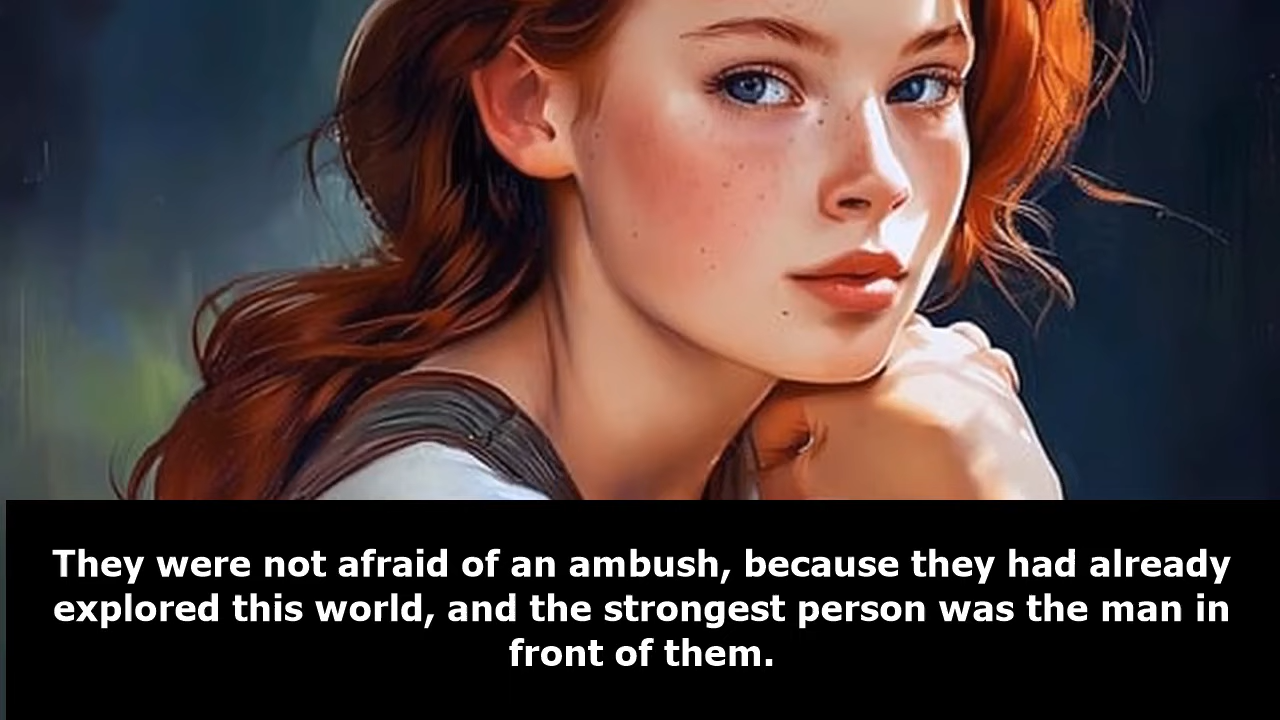 They were not afraid of an ambush, because they had already
explored this world, and the strongest person was the man in
front of them.